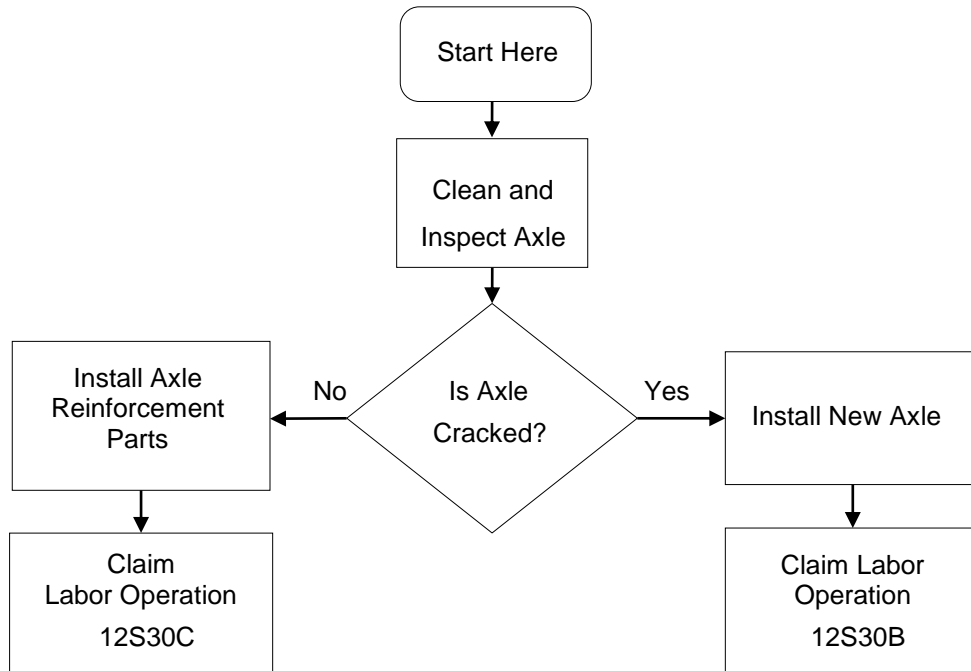 Start Here
Clean and
Inspect Axle
Is Axle
Cracked?
No
Yes
Install Axle
Reinforcement
Parts
Install New Axle
Claim
Labor Operation
12S30C
Claim Labor
Operation
12S30B